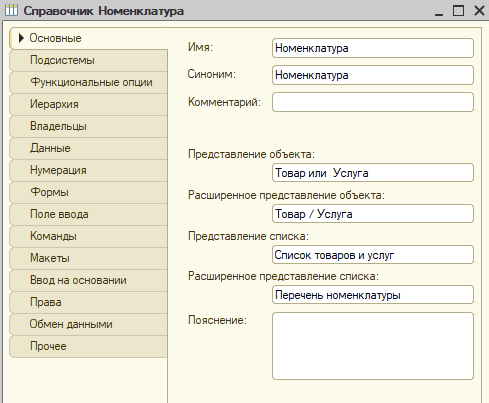 Справочник Номенклатура
Основные
Подсистемы
Функциональные опции
Иерархия
Владельцы
Данные
Нумерация
Формы
Поле ввода
Команды
Макеты
Ввод на основании
Права
Обмен данными
Прочее
Имя: Номенклатура
Синоним: Номенклатура
Комментарий:
Представление объекта:
Товар или Услуга
Расширенное представление объекта:
Товар / Услуга
Представление списка:
Список товаров и услуг
Расширенное представление списка:
Перечень номенклатуры
Пояснение: